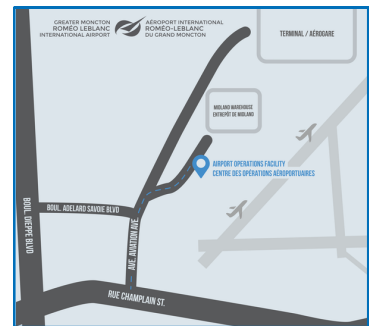 GREATER MONCTON
ROMÉO LEBLANC
INTERNATIONAL AIRPORT
AÉROPORT INTERNATIONAL
ROMÉO-LEBLANC
DU GRAND MONCTON
TERMINAL / AÉROGARE
MIDLAND WAREHOUSE
ENTREPÔT DE MIDLAND
AIRPORT OPERATIONS FACILITY
CENTRE DES OPÉRATIONS AÉROPORTUAIRES
BOUL. ADELARD SAVOIE BLVD
BOUL. DIEPPE BLVD
AVE. AVIATION AVE.
RUE CHAMPLAIN ST.